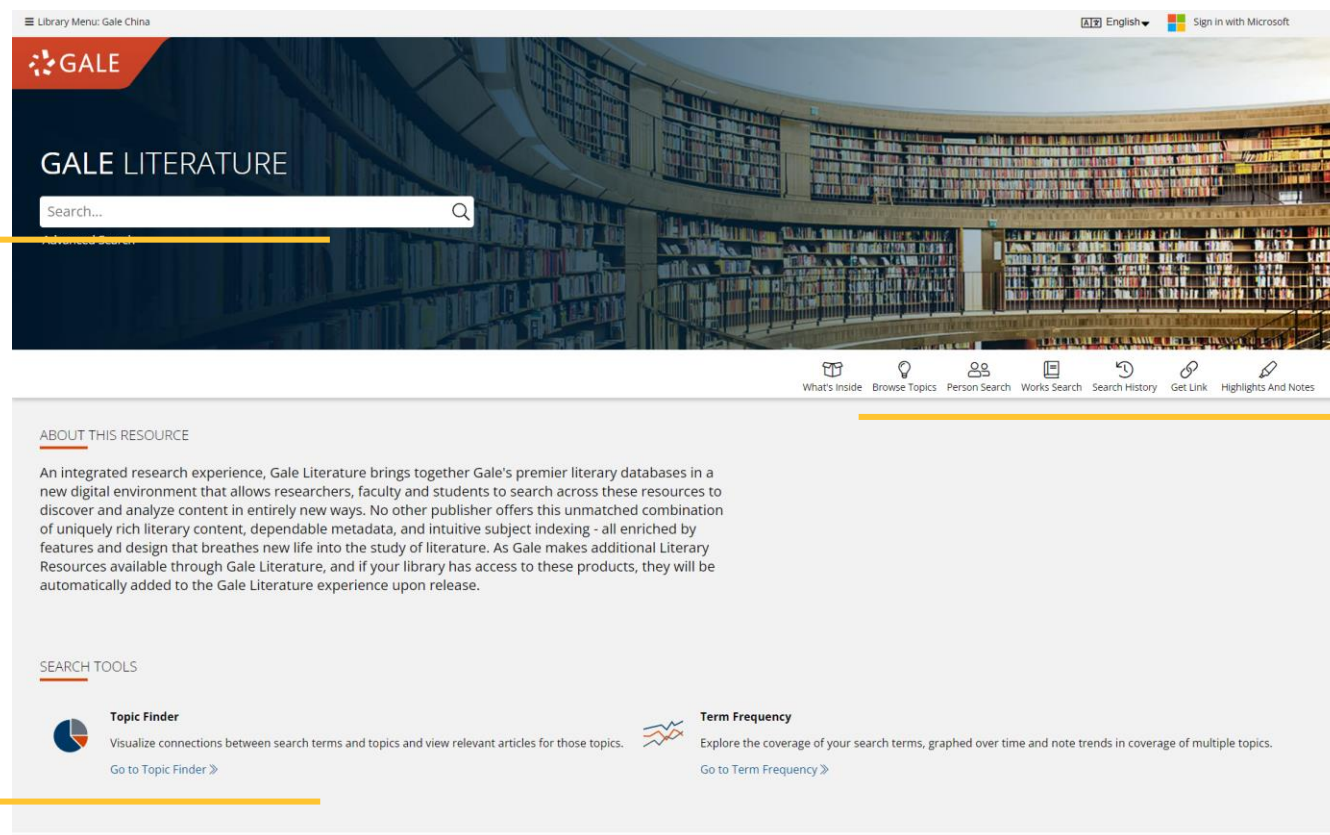 Library Menu: Gale China
English
Sign in with Microsoft
GALE
GALE LITERATURE
Search...
Advanced Search
What's Inside
Browse Topics
Person Search
Works Search
Search History
Get Link
Highlights And Notes
ABOUT THIS RESOURCE
An integrated research experience, Gale Literature brings together Gale's premier literary databases in a
new digital environment that allows researchers, faculty and students to search across these resources to
discover and analyze content in entirely new ways. No other publisher offers this unmatched combination
of uniquely rich literary content, dependable metadata, and intuitive subject indexing - all enriched by
features and design that breathes new life into the study of literature. As Gale makes additional Literary
Resources available through Gale Literature, and if your library has access to these products, they will be
automatically added to the Gale Literature experience upon release.
SEARCH TOOLS
Topic Finder
Visualize connections between search terms and topics and view relevant articles for those topics.
Go to Topic Finder »
Term Frequency
Explore the coverage of your search terms, graphed over time and note trends in coverage of multiple topics.
Go to Term Frequency »